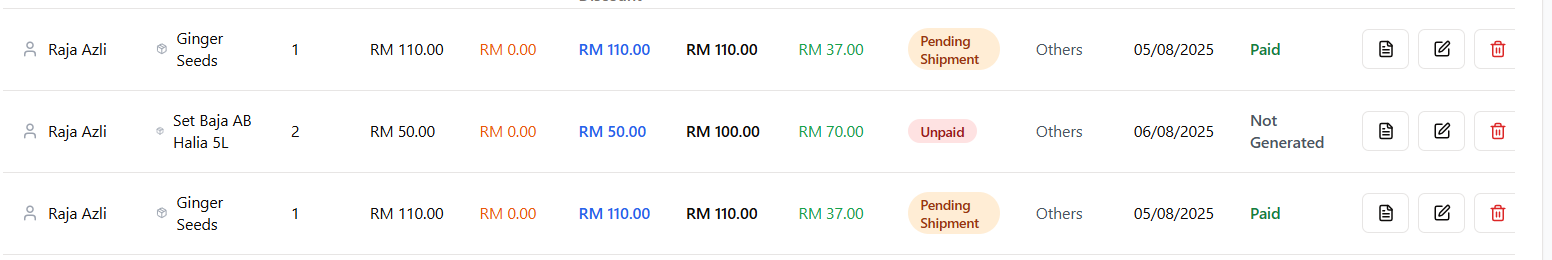 Raja Azli Ginger Seeds 1 RM 110.00 RM 0.00 RM 110.00 RM 110.00 RM 37.00 Pending Shipment Others 05/08/2025 Paid
Raja Azli Set Baja AB Halia 5L 2 RM 50.00 RM 0.00 RM 50.00 RM 100.00 RM 70.00 Unpaid Others 06/08/2025 Not Generated
Raja Azli Ginger Seeds 1 RM 110.00 RM 0.00 RM 110.00 RM 110.00 RM 37.00 Pending Shipment Others 05/08/2025 Paid